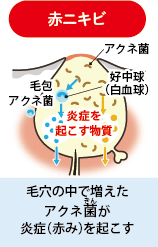 赤ニキビ
アクネ菌
毛包
アクネ菌
好中球
(白血球)
炎症を
起こす物質
毛穴の中で増えた
アクネ菌が
きん
炎症(赤み)を起こす